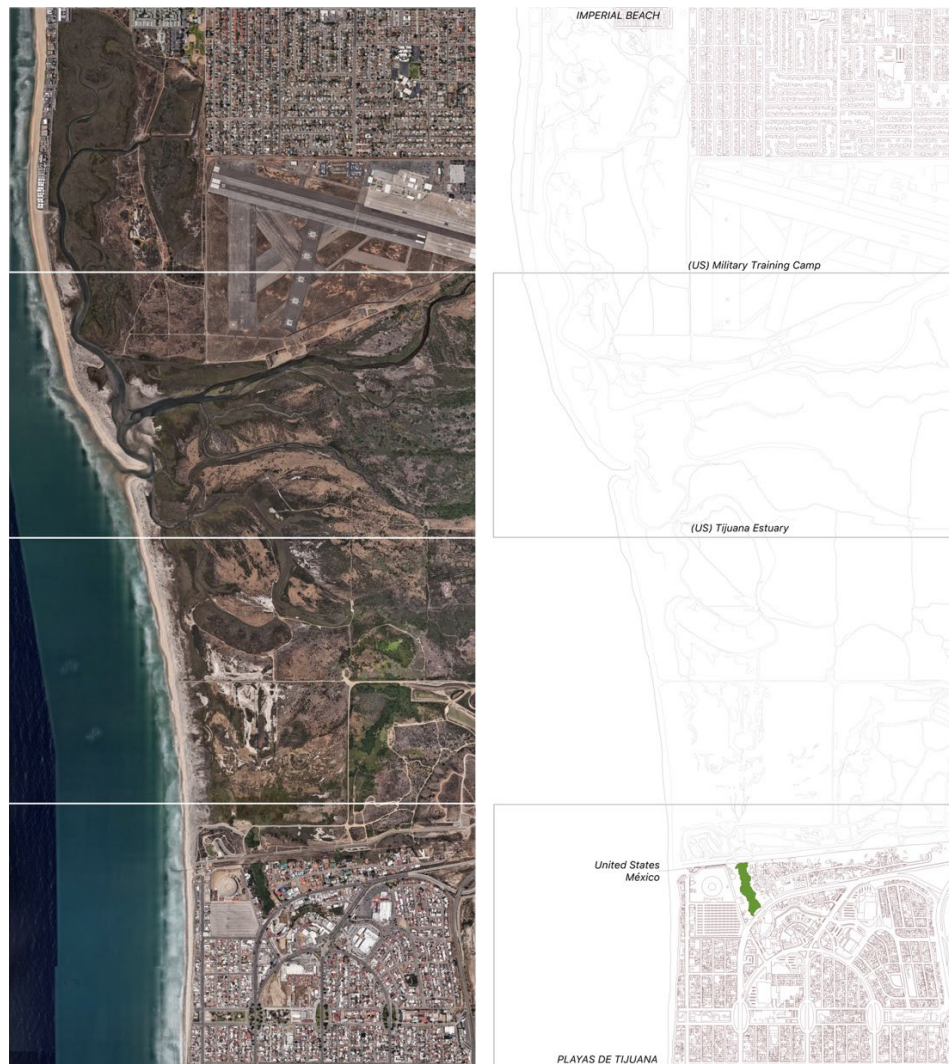 IMPERIAL BEACH
(US) Military Training Camp
(US) Tijuana Estuary
United States
México
PLAYAS DE TIJUANA